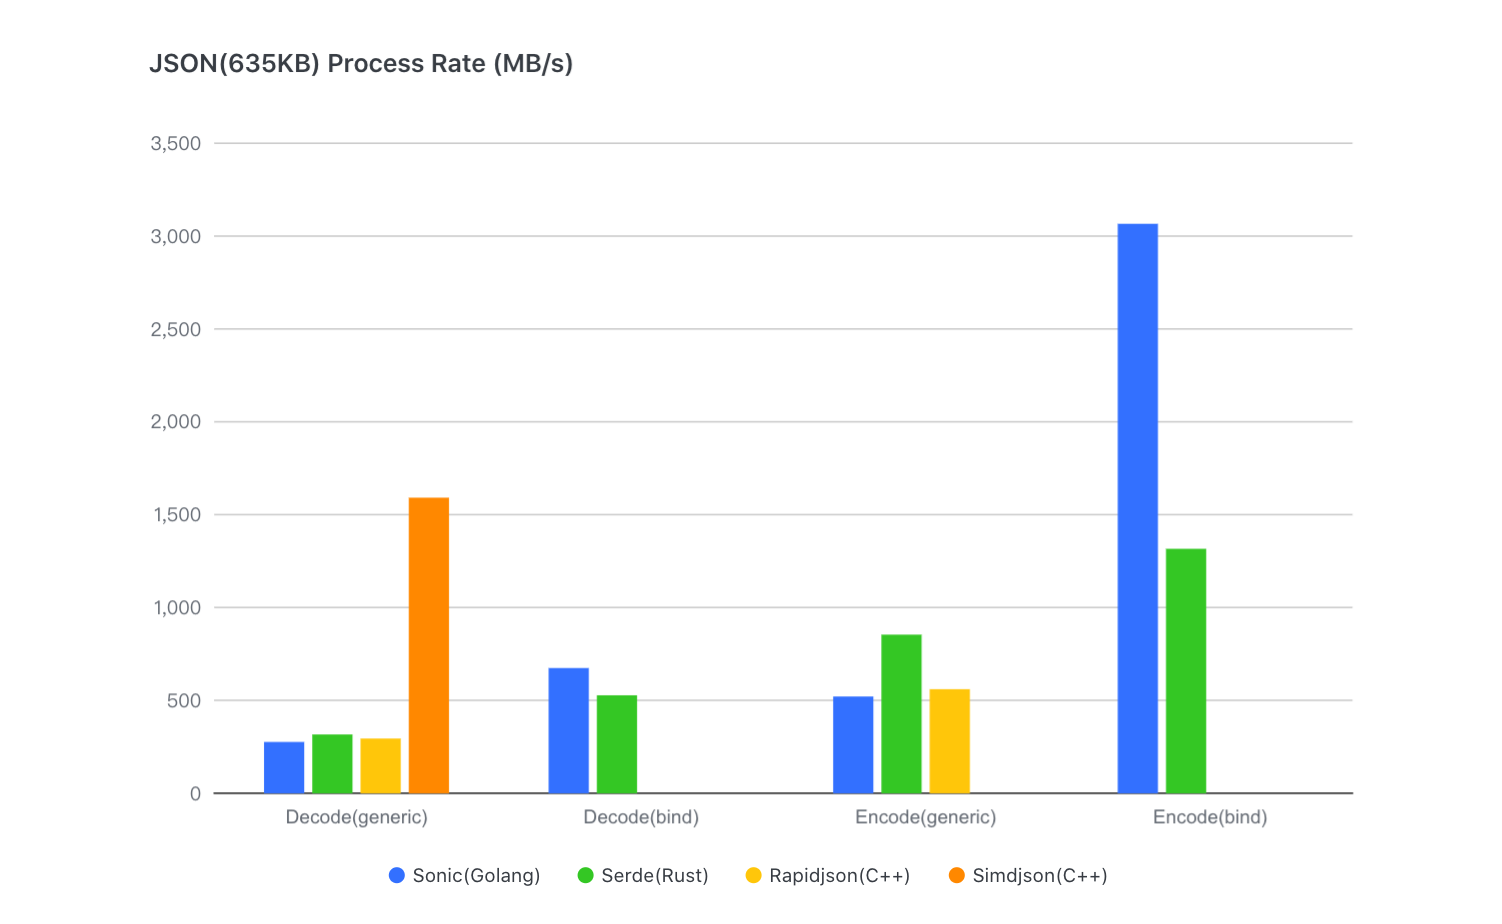 JSON(635KB) Process Rate (MB/s)
3,500
3,000
2,500
2,000
1,500
1,000
500
0
Decode(generic) Decode(bind) Encode(generic) Encode(bind)
Sonic(Golang) Serde(Rust) Rapidjson(C++) Simdjson(C++)